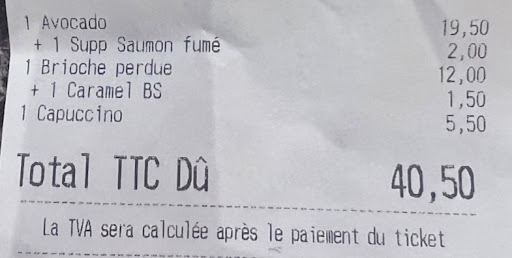 1 Avocado 19,50
+ 1 Supp Saumon fumé 2,00
1 Brioche perdue 12,00
+ 1 Caramel BS 1,50
1 Capuccino 5,50
Total TTC Dû 40,50
La TVA sera calculée après le paiement du ticket